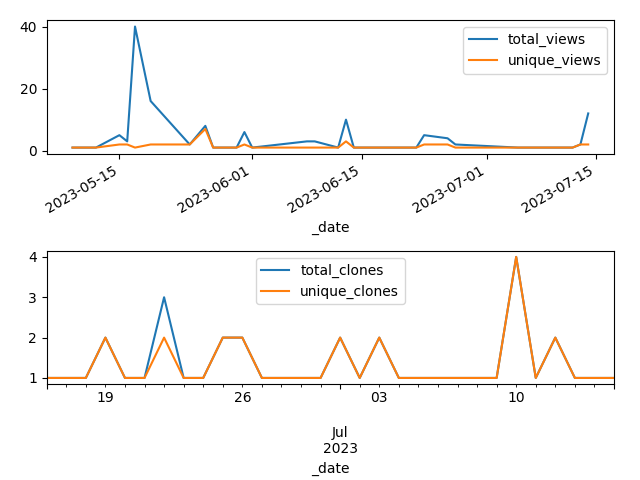 40
20
0
total_views
unique_views
2023-05-15
2023-06-01
2023-06-15
2023-07-01
2023-07-15
_date
4
3
2
1
total_clones
unique_clones
19
26
03
10
Jul
2023
_date